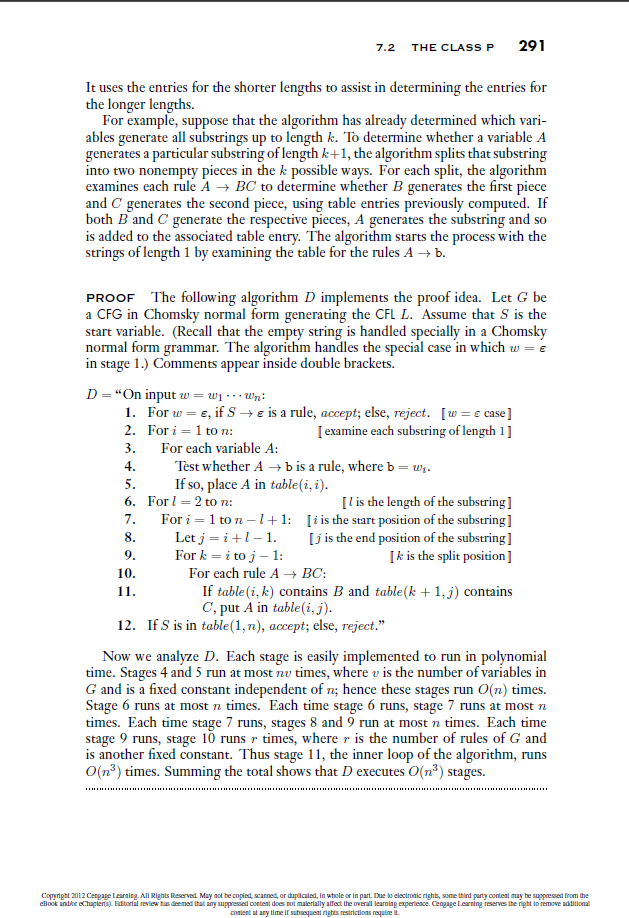 7.2 THE CLASS P 291
It uses the entries for the shorter lengths to assist in determining the entries for
the longer lengths.
For example, suppose that the algorithm has already determined which vari-
ables generate all substrings up to length k. To determine whether a variable A
generates a particular substring of length k+1, the algorithm splits that substring
into two nonempty pieces in the k possible ways. For each split, the algorithm
examines each rule A → BC to determine whether B generates the first piece
and C generates the second piece, using table entries previously computed. If
both B and C generate the respective pieces, A generates the substring and so
is added to the associated table entry. The algorithm starts the process with the
strings of length 1 by examining the table for the rules A → b.
PROOF The following algorithm D implements the proof idea. Let G be
a CFG in Chomsky normal form generating the CFL L. Assume that S is the
start variable. (Recall that the empty string is handled specially in a Chomsky
normal form grammar. The algorithm handles the special case in which w = ε
in stage 1.) Comments appear inside double brackets.
D = “On input w = w₁ ··· wₙ:
1. For w = ε, if S → ε is a rule, accept; else, reject. ⟦w = ε case⟧
2. For i = 1 to n: ⟦examine each substring of length 1⟧
3. For each variable A:
4. Test whether A → b is a rule, where b = wᵢ.
5. If so, place A in table(i, i).
6. For l = 2 to n: ⟦l is the length of the substring⟧
7. For i = 1 to n − l + 1: ⟦i is the start position of the substring⟧
8. Let j = i + l − 1. ⟦j is the end position of the substring⟧
9. For k = i to j − 1: ⟦k is the split position⟧
10. For each rule A → BC:
11. If table(i, k) contains B and table(k + 1, j) contains
C, put A in table(i, j).
12. If S is in table(1, n), accept; else, reject.”
Now we analyze D. Each stage is easily implemented to run in polynomial
time. Stages 4 and 5 run at most nv times, where v is the number of variables in
G and is a fixed constant independent of n; hence these stages run O(n) times.
Stage 6 runs at most n times. Each time stage 6 runs, stage 7 runs at most n
times. Each time stage 7 runs, stages 8 and 9 run at most n times. Each time
stage 9 runs, stage 10 runs r times, where r is the number of rules of G and
is another fixed constant. Thus stage 11, the inner loop of the algorithm, runs
O(n³) times. Summing the total shows that D executes O(n³) stages.
Copyright 2012 Cengage Learning. All Rights Reserved. May not be copied, scanned, or duplicated, in whole or in part. Due to electronic rights, some third party content may be suppressed from the
eBook and/or eChapter(s). Editorial review has deemed that any suppressed content does not materially affect the overall learning experience. Cengage Learning reserves the right to remove additional
content at any time if subsequent rights restrictions require it.